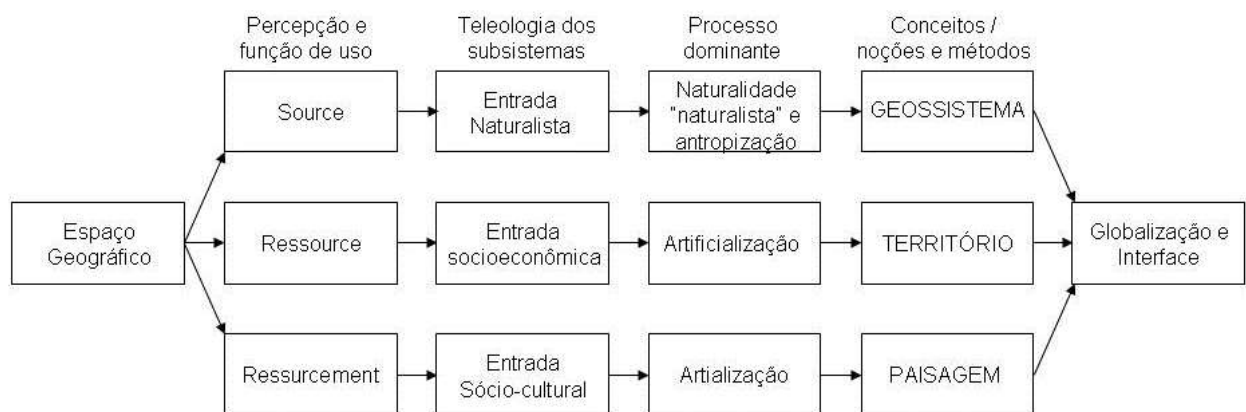 Percepção e
função de uso
Teleologia dos
subsistemas
Processo
dominante
Conceitos /
noções e métodos
Source
Entrada
Naturalista
Naturalidade
"naturalista" e
antropização
GEOSSISTEMA
Espaço
Geográfico
Ressource
Entrada
socioeconômica
Artificialização
TERRITÓRIO
Globalização e
Interface
Ressurcement
Entrada
Sócio-cultural
Artialização
PAISAGEM